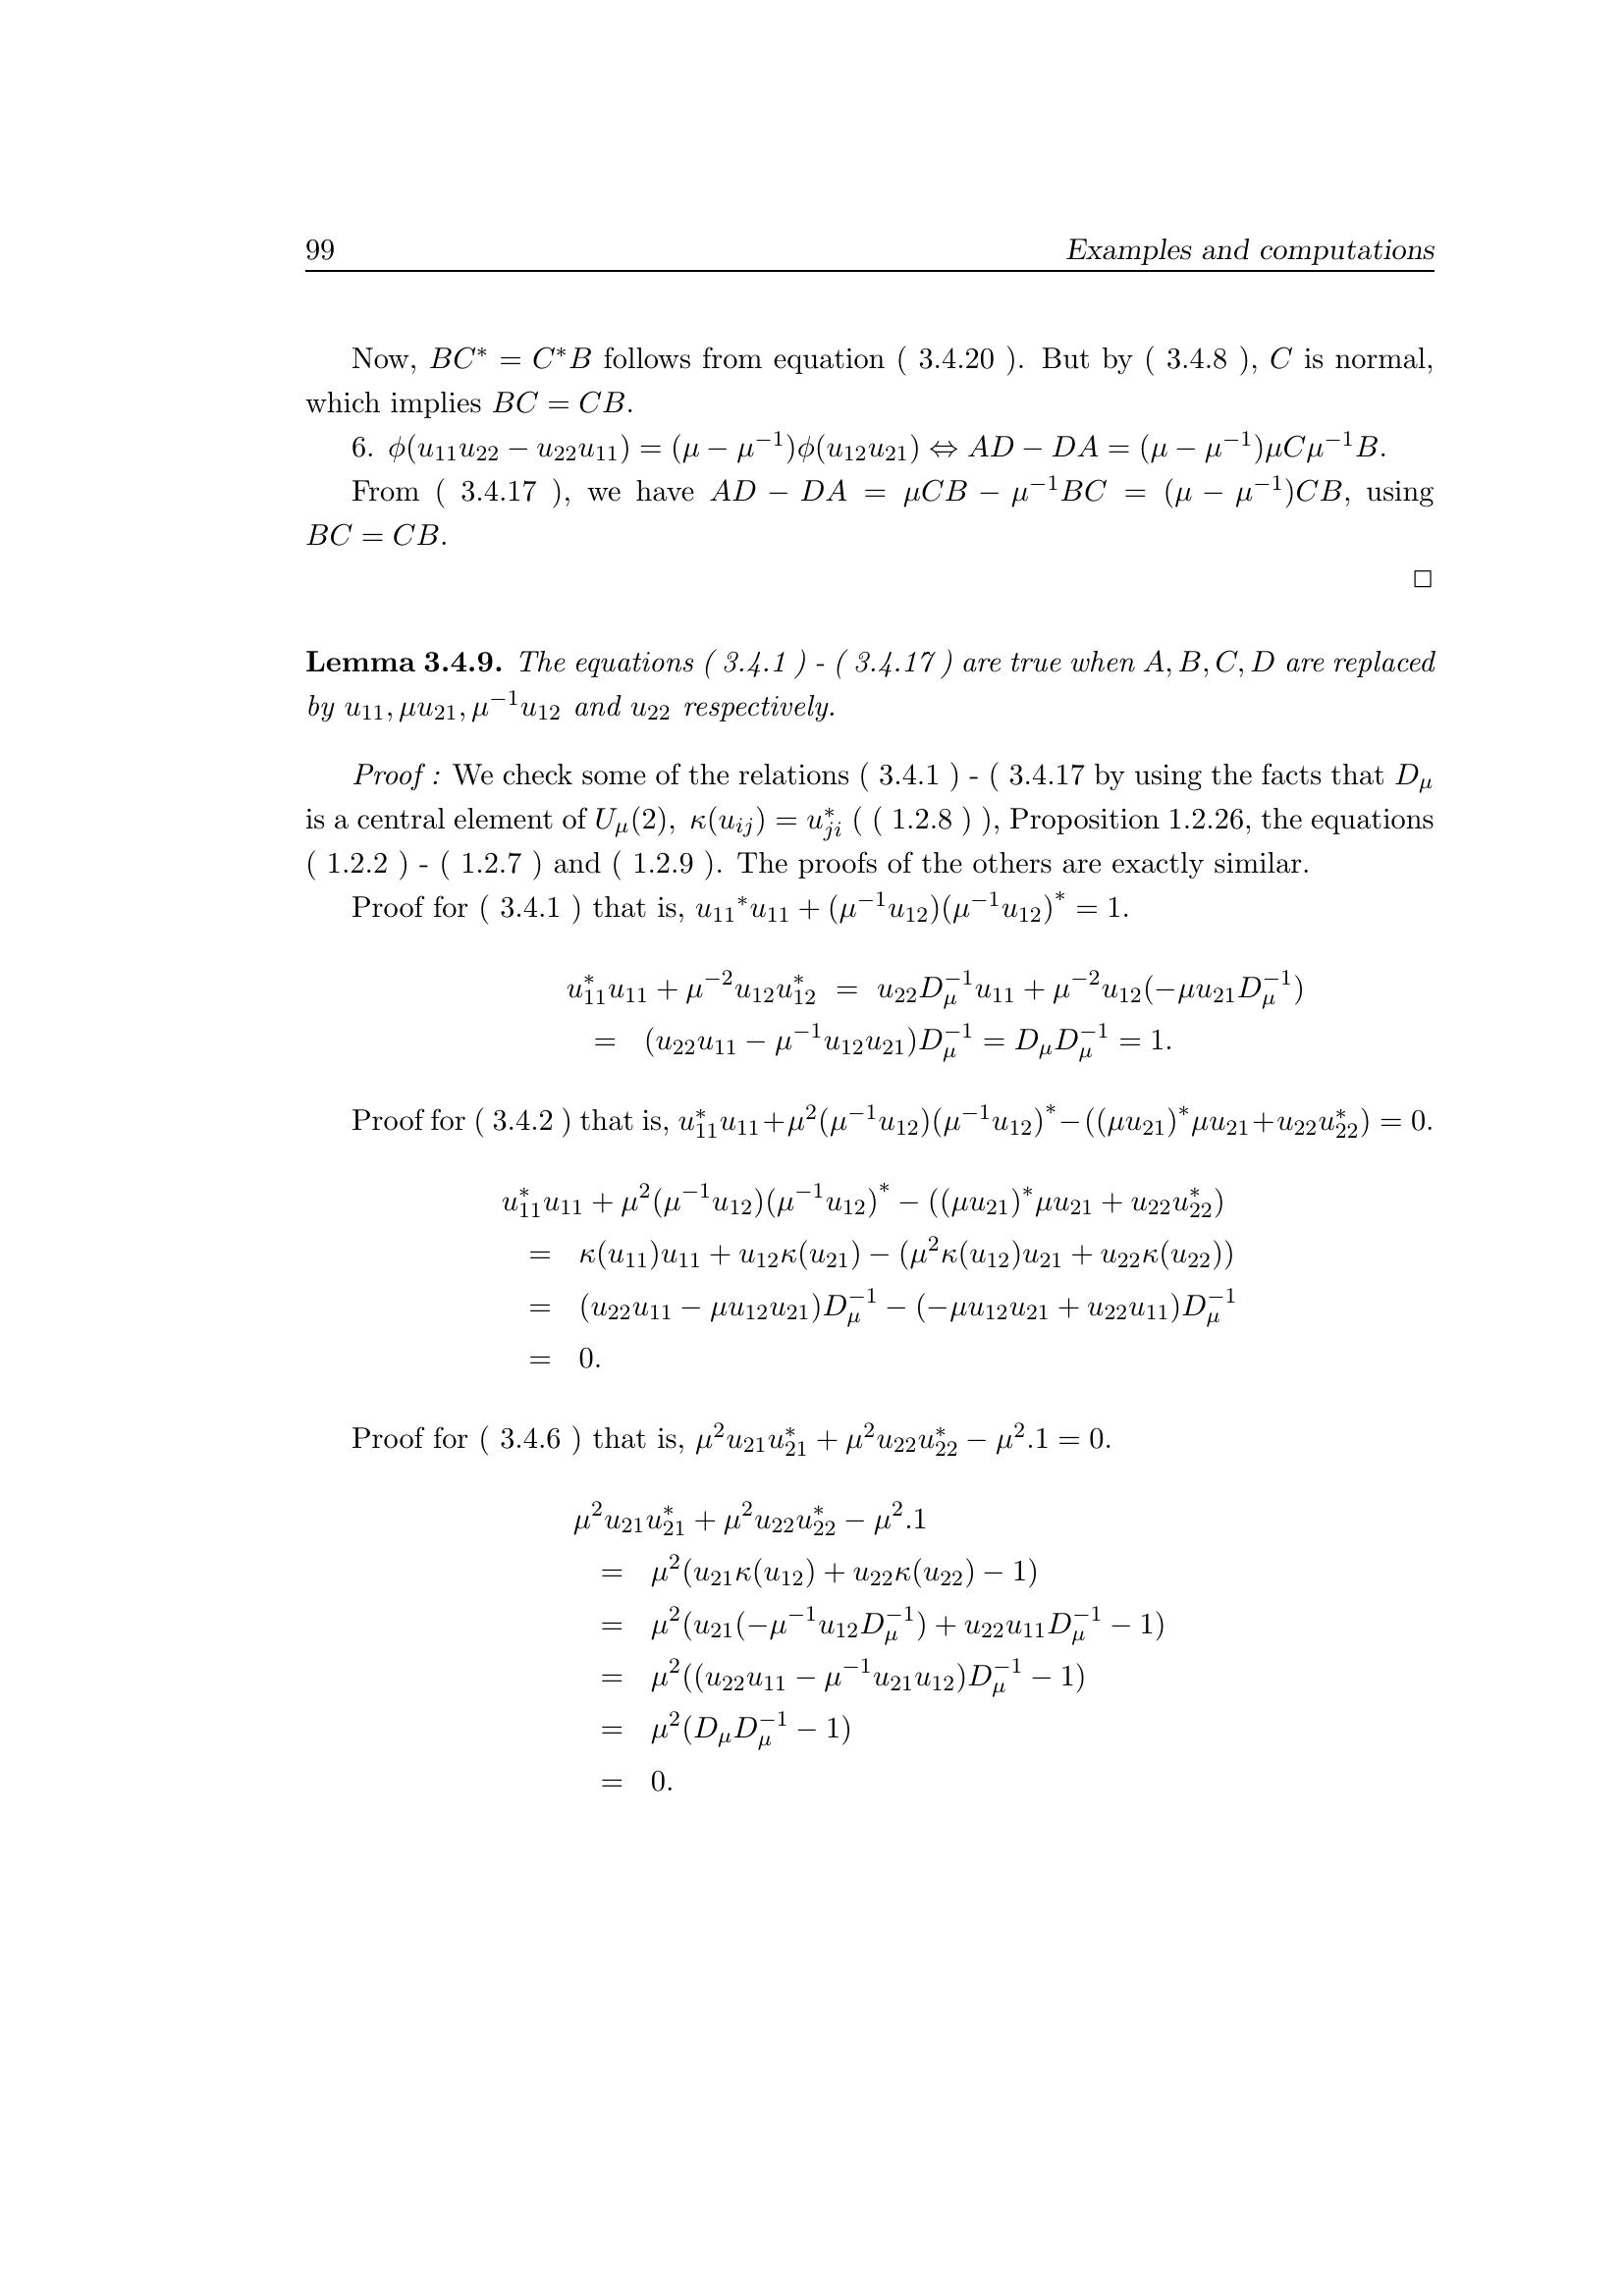 99 Examples and computations
Now, $BC^* = C^*B$ follows from equation ( 3.4.20 ). But by ( 3.4.8 ), $C$ is normal,
which implies $BC = CB$.
6. $\phi(u_{11}u_{22} - u_{22}u_{11}) = (\mu - \mu^{-1})\phi(u_{12}u_{21}) \Leftrightarrow AD - DA = (\mu - \mu^{-1})\mu C\mu^{-1}B.$
From ( 3.4.17 ), we have $AD - DA = \mu CB - \mu^{-1}BC = (\mu - \mu^{-1})CB$, using
$BC = CB$.
□
Lemma 3.4.9. The equations ( 3.4.1 ) - ( 3.4.17 ) are true when $A, B, C, D$ are replaced
by $u_{11}, \mu u_{21}, \mu^{-1}u_{12}$ and $u_{22}$ respectively.
Proof : We check some of the relations ( 3.4.1 ) - ( 3.4.17 by using the facts that $D_\mu$
is a central element of $U_\mu(2)$, $\kappa(u_{ij}) = u_{ji}^*$ ( ( 1.2.8 ) ), Proposition 1.2.26, the equations
( 1.2.2 ) - ( 1.2.7 ) and ( 1.2.9 ). The proofs of the others are exactly similar.
Proof for ( 3.4.1 ) that is, ${u_{11}}^*u_{11} + (\mu^{-1}u_{12})(\mu^{-1}u_{12})^* = 1.$
$u_{11}^*u_{11} + \mu^{-2}u_{12}u_{12}^* = u_{22}D_\mu^{-1}u_{11} + \mu^{-2}u_{12}(-\mu u_{21}D_\mu^{-1})$
$= (u_{22}u_{11} - \mu^{-1}u_{12}u_{21})D_\mu^{-1} = D_\mu D_\mu^{-1} = 1.$
Proof for ( 3.4.2 ) that is, $u_{11}^*u_{11} + \mu^2(\mu^{-1}u_{12})(\mu^{-1}u_{12})^* - ((\mu u_{21})^*\mu u_{21} + u_{22}u_{22}^*) = 0.$
$u_{11}^*u_{11} + \mu^2(\mu^{-1}u_{12})(\mu^{-1}u_{12})^* - ((\mu u_{21})^*\mu u_{21} + u_{22}u_{22}^*)$
$= \kappa(u_{11})u_{11} + u_{12}\kappa(u_{21}) - (\mu^2\kappa(u_{12})u_{21} + u_{22}\kappa(u_{22}))$
$= (u_{22}u_{11} - \mu u_{12}u_{21})D_\mu^{-1} - (-\mu u_{12}u_{21} + u_{22}u_{11})D_\mu^{-1}$
$= 0.$
Proof for ( 3.4.6 ) that is, $\mu^2u_{21}u_{21}^* + \mu^2u_{22}u_{22}^* - \mu^2.1 = 0.$
$\mu^2u_{21}u_{21}^* + \mu^2u_{22}u_{22}^* - \mu^2.1$
$= \mu^2(u_{21}\kappa(u_{12}) + u_{22}\kappa(u_{22}) - 1)$
$= \mu^2(u_{21}(-\mu^{-1}u_{12}D_\mu^{-1}) + u_{22}u_{11}D_\mu^{-1} - 1)$
$= \mu^2((u_{22}u_{11} - \mu^{-1}u_{21}u_{12})D_\mu^{-1} - 1)$
$= \mu^2(D_\mu D_\mu^{-1} - 1)$
$= 0.$